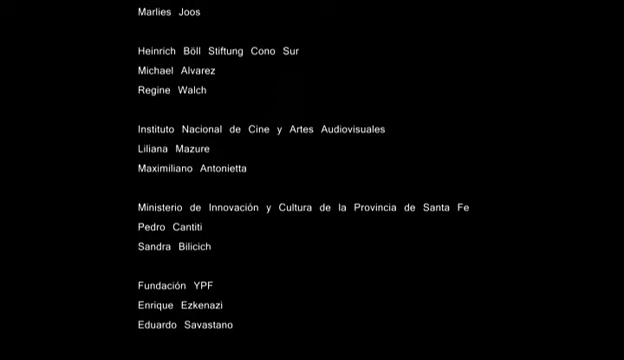 Marlies Joos
Heinrich Böll Stiftung Cono Sur
Michael Alvarez
Regine Walch
Instituto Nacional de Cine y Artes Audiovisuales
Liliana Mazure
Maximiliano Antonietta
Ministerio de Innovación y Cultura de la Provincia de Santa Fe
Pedro Cantiti
Sandra Bilicich
Fundación YPF
Enrique Ezkenazi
Eduardo Savastano